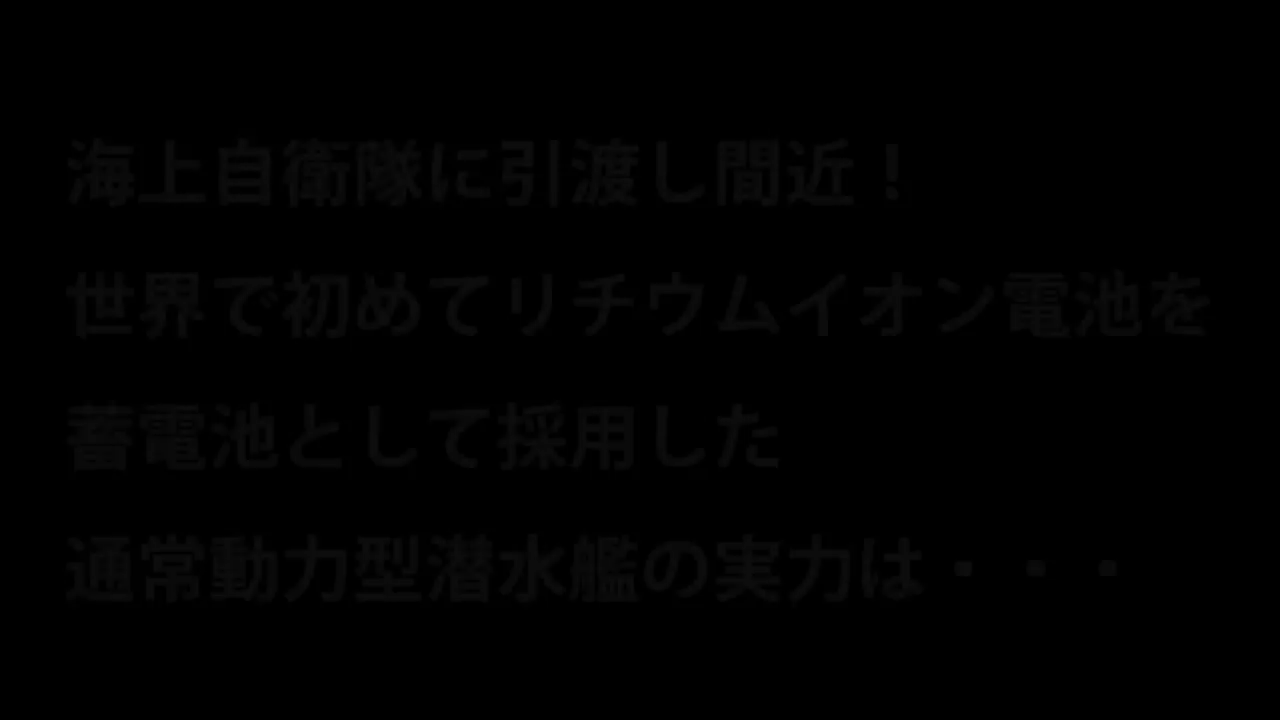 海上自衛隊に引渡し間近！
世界で初めてリチウムイオン電池を
蓄電池として採用した
通常動力型潜水艦の実力は・・・